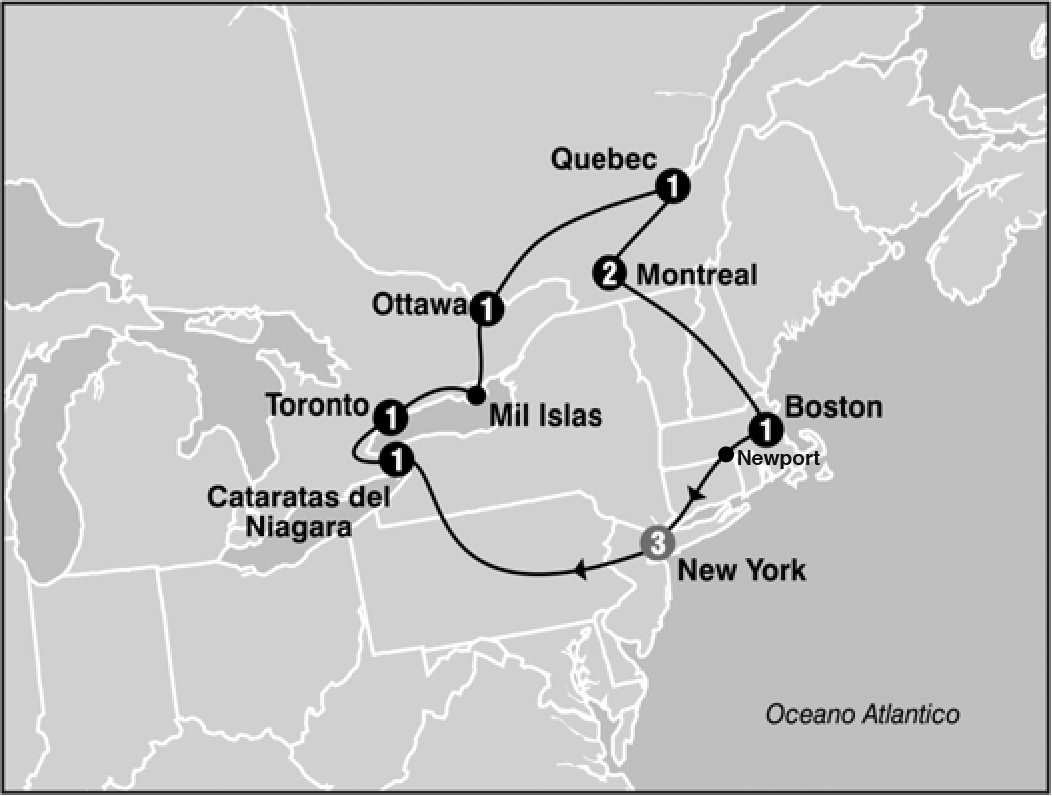 Quebec
1
2
Montreal
Ottawa
1
Toronto
1
Mil Islas
Boston
1
Newport
1
Cataratas del
Niagara
3
New York
Oceano Atlantico